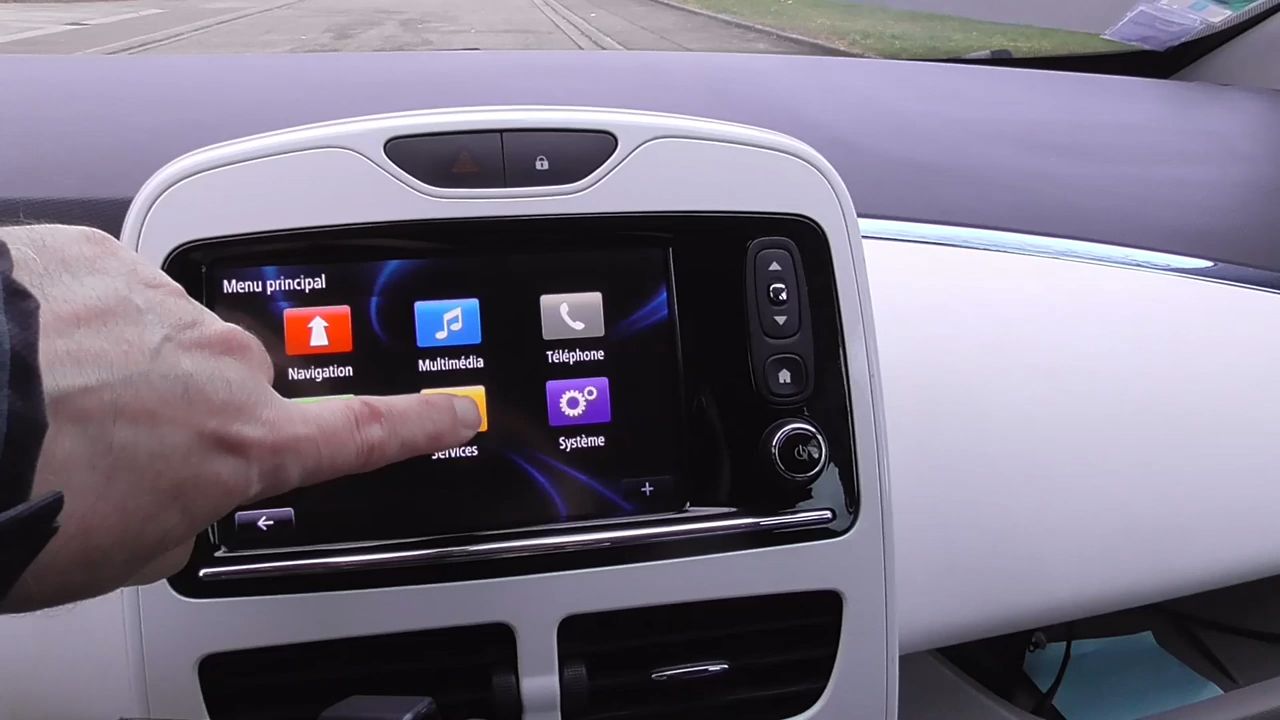 Menu principal
Navigation
Multimédia
Téléphone
Services
Système